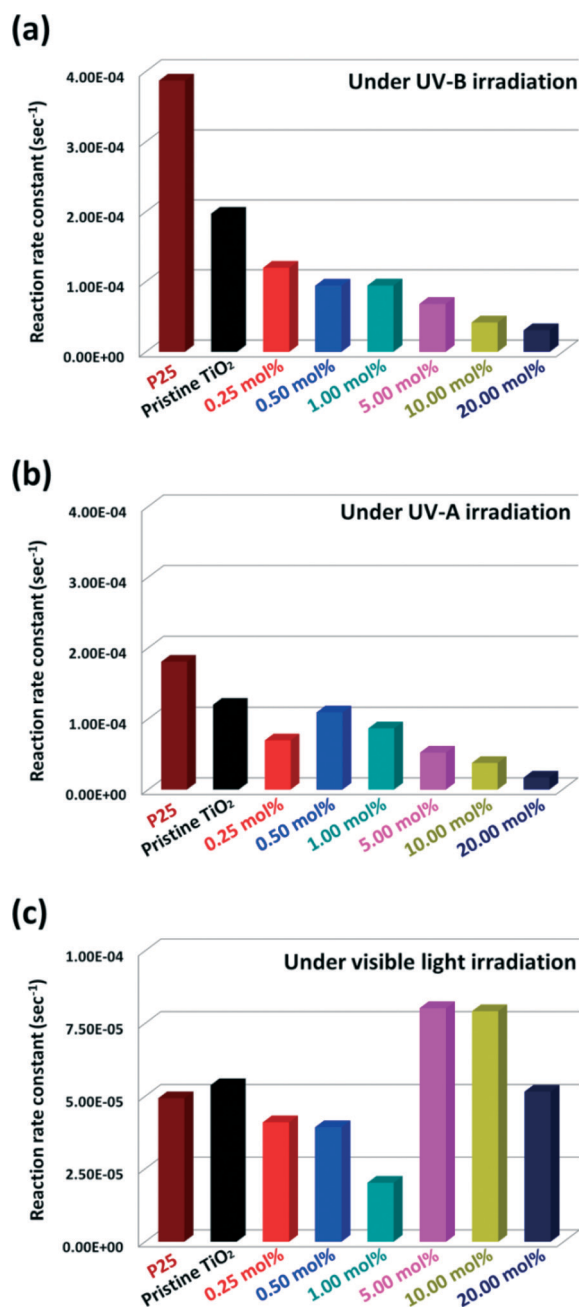 (a)
Under UV-B irradiation
Reaction rate constant (sec⁻¹)
4.00E-04
3.00E-04
2.00E-04
1.00E-04
0.00E+00
P25
Pristine TiO₂
0.25 mol%
0.50 mol%
1.00 mol%
5.00 mol%
10.00 mol%
20.00 mol%
(b)
Under UV-A irradiation
Reaction rate constant (sec⁻¹)
4.00E-04
3.00E-04
2.00E-04
1.00E-04
0.00E+00
P25
Pristine TiO₂
0.25 mol%
0.50 mol%
1.00 mol%
5.00 mol%
10.00 mol%
20.00 mol%
(c)
Under visible light irradiation
Reaction rate constant (sec⁻¹)
1.00E-04
7.50E-05
5.00E-05
2.50E-05
0.00E+00
P25
Pristine TiO₂
0.25 mol%
0.50 mol%
1.00 mol%
5.00 mol%
10.00 mol%
20.00 mol%